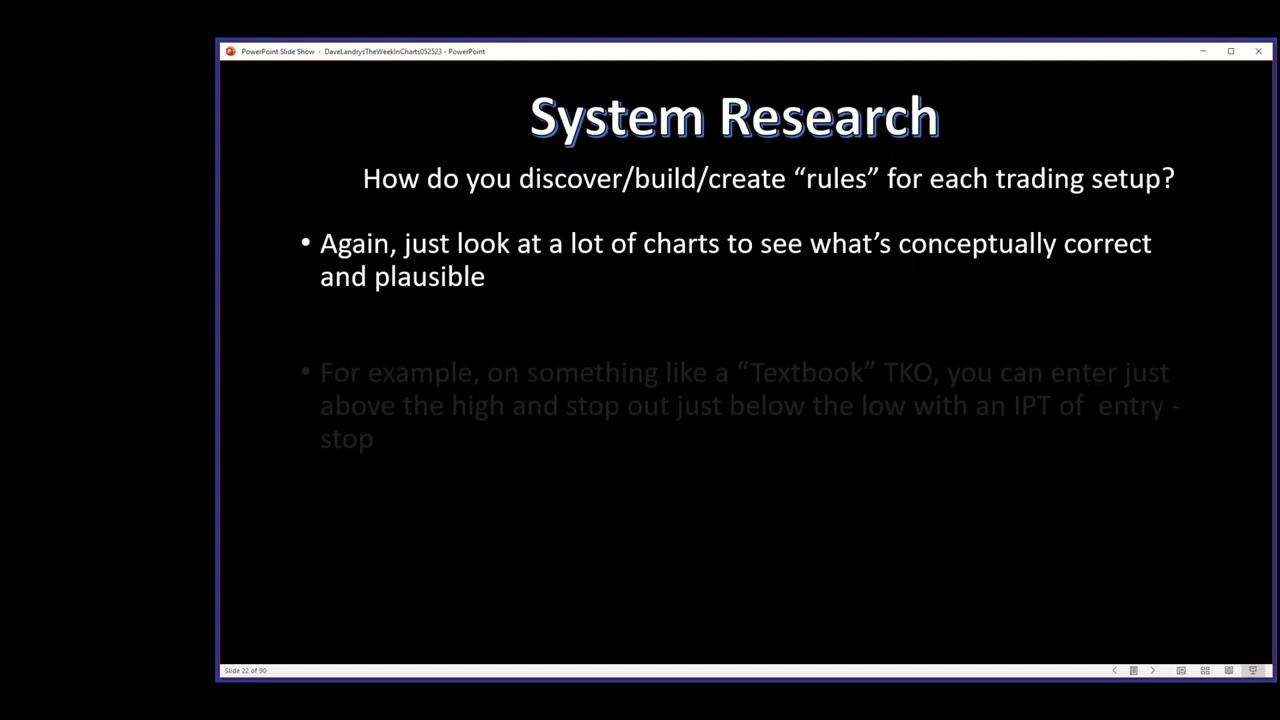 PowerPoint Slide Show - DaveLandrysTheWeekInCharts052523 - PowerPoint
System Research
How do you discover/build/create “rules” for each trading setup?
• Again, just look at a lot of charts to see what’s conceptually correct
and plausible
• For example, on something like a “Textbook” TKO, you can enter just
above the high and stop out just below the low with an IPT of entry -
stop
Slide 22 of 90